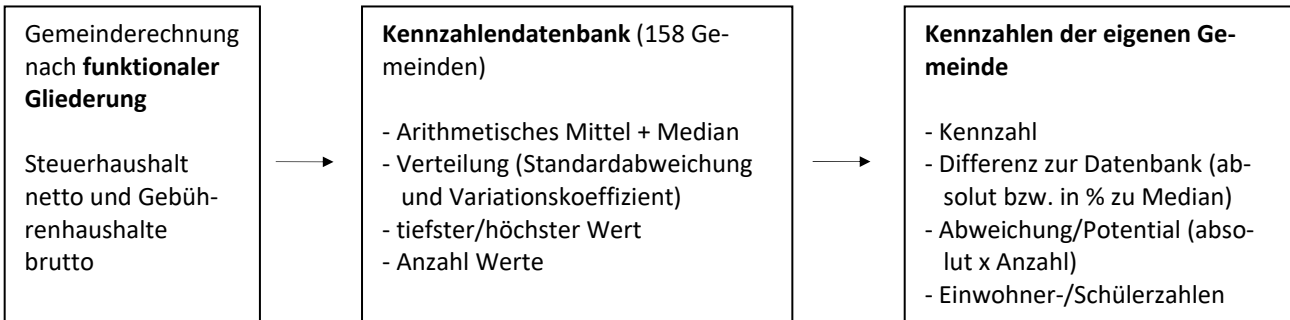 Gemeinderechnung
nach funktionaler
Gliederung
Steuerhaushalt
netto und Gebüh-
renhaushalte
brutto
Kennzahlendatenbank (158 Ge-
meinden)
- Arithmetisches Mittel + Median
- Verteilung (Standardabweichung
und Variationskoeffizient)
- tiefster/höchster Wert
- Anzahl Werte
Kennzahlen der eigenen Ge-
meinde
- Kennzahl
- Differenz zur Datenbank (ab-
solut bzw. in % zu Median)
- Abweichung/Potential (abso-
lut x Anzahl)
- Einwohner-/Schülerzahlen